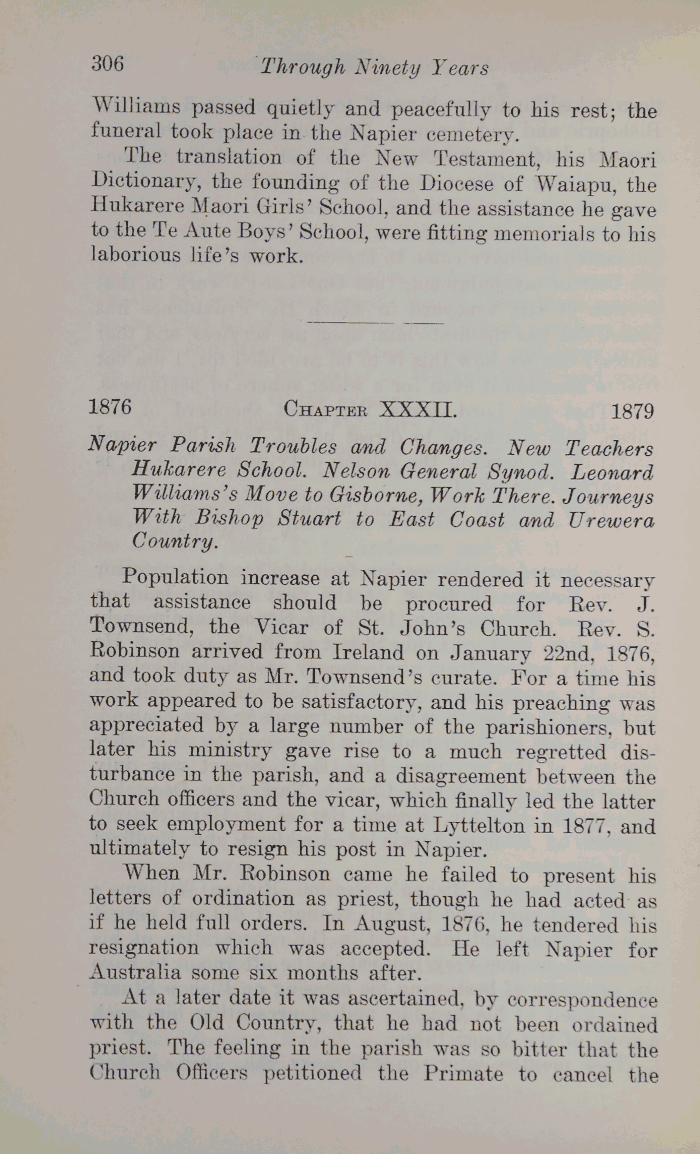 306 Through Ninety Years
Williams passed quietly and peacefully to his rest; the
funeral took place in the Napier cemetery.
The translation of the New Testament, his Maori
Dictionary, the founding of the Diocese of Waiapu, the
Hukarere Maori Girls' School, and the assistance he gave
to the Te Aute Boys' School, were fitting memorials to his
laborious life's work.
1876 CHAPTER XXXII. 1879
Napier Parish Troubles and Changes. New Teachers
Hukarere School. Nelson General Synod. Leonard
Williams's Move to Gisborne, Work There. Journeys
With Bishop Stuart to East Coast and Urewera
Country.
Population increase at Napier rendered it necessary
that assistance should be procured for Rev. J.
Townsend, the Vicar of St. John's Church. Rev. S.
Robinson arrived from Ireland on January 22nd, 1876,
and took duty as Mr. Townsend's curate. For a time his
work appeared to be satisfactory, and his preaching was
appreciated by a large number of the parishioners, but
later his ministry gave rise to a much regretted dis-
turbance in the parish, and a disagreement between the
Church officers and the vicar, which finally led the latter
to seek employment for a time at Lyttelton in 1877, and
ultimately to resign his post in Napier.
When Mr. Robinson came he failed to present his
letters of ordination as priest, though he had acted as
if he held full orders. In August, 1876, he tendered his
resignation which was accepted. He left Napier for
Australia some six months after.
At a later date it was ascertained, by correspondence
with the Old Country, that he had not been ordained
priest. The feeling in the parish was so bitter that the
Church Officers petitioned the Primate to cancel the